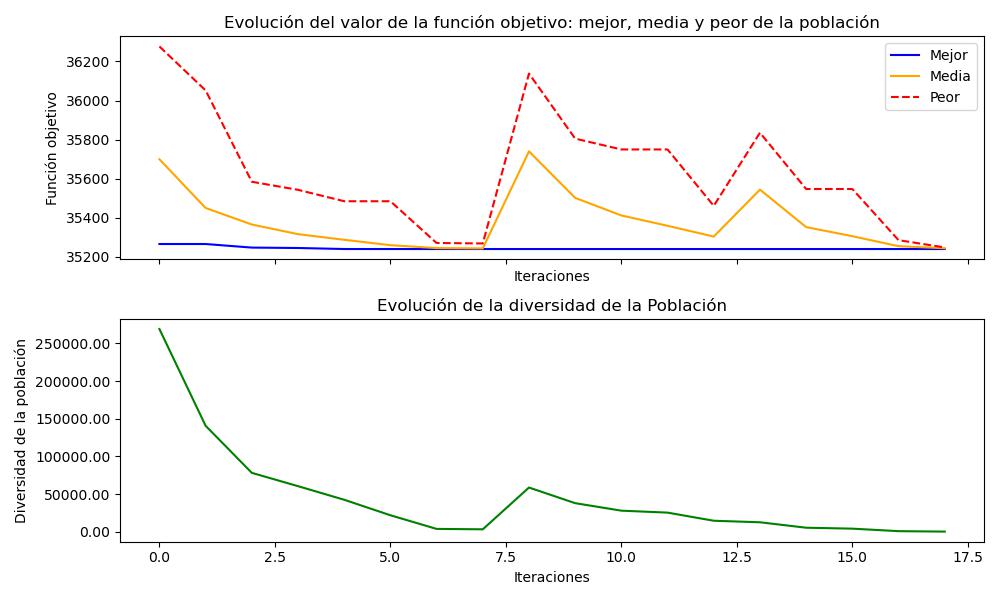 Evolución del valor de la función objetivo: mejor, media y peor de la población
Función objetivo
36200
36000
35800
35600
35400
35200
Mejor
Media
Peor
Iteraciones
Evolución de la diversidad de la Población
Diversidad de la población
250000.00
200000.00
150000.00
100000.00
50000.00
0.00
0.0 2.5 5.0 7.5 10.0 12.5 15.0 17.5
Iteraciones